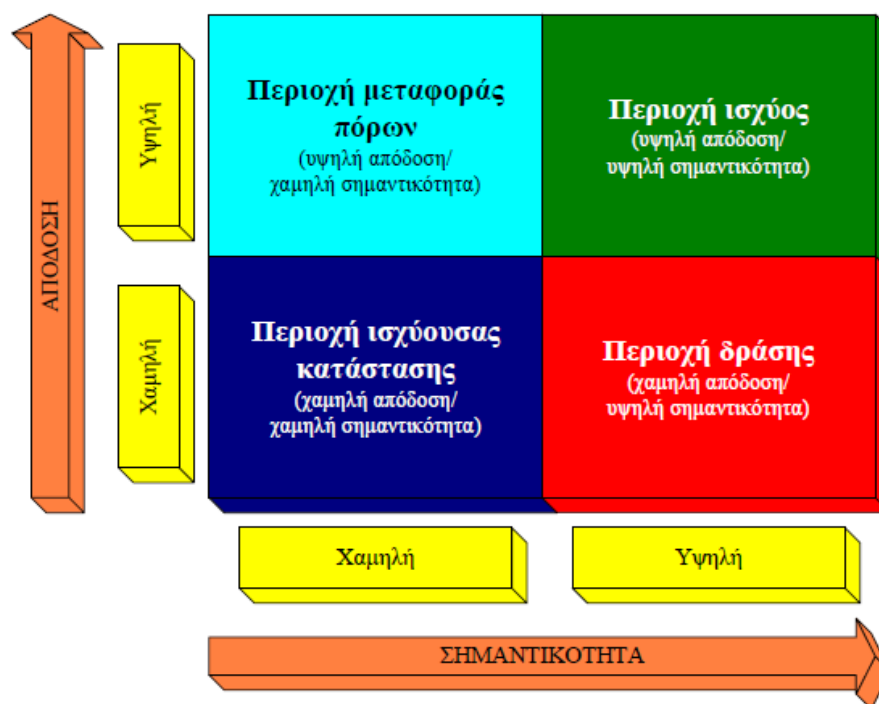 ΑΠΟΔΟΣΗ
Υψηλή
Χαμηλή
Περιοχή μεταφοράς
πόρων
(υψηλή απόδοση/
χαμηλή σημαντικότητα)
Περιοχή ισχύος
(υψηλή απόδοση/
υψηλή σημαντικότητα)
Περιοχή ισχύουσας
κατάστασης
(χαμηλή απόδοση/
χαμηλή σημαντικότητα)
Περιοχή δράσης
(χαμηλή απόδοση/
υψηλή σημαντικότητα)
Χαμηλή
Υψηλή
ΣΗΜΑΝΤΙΚΟΤΗΤΑ